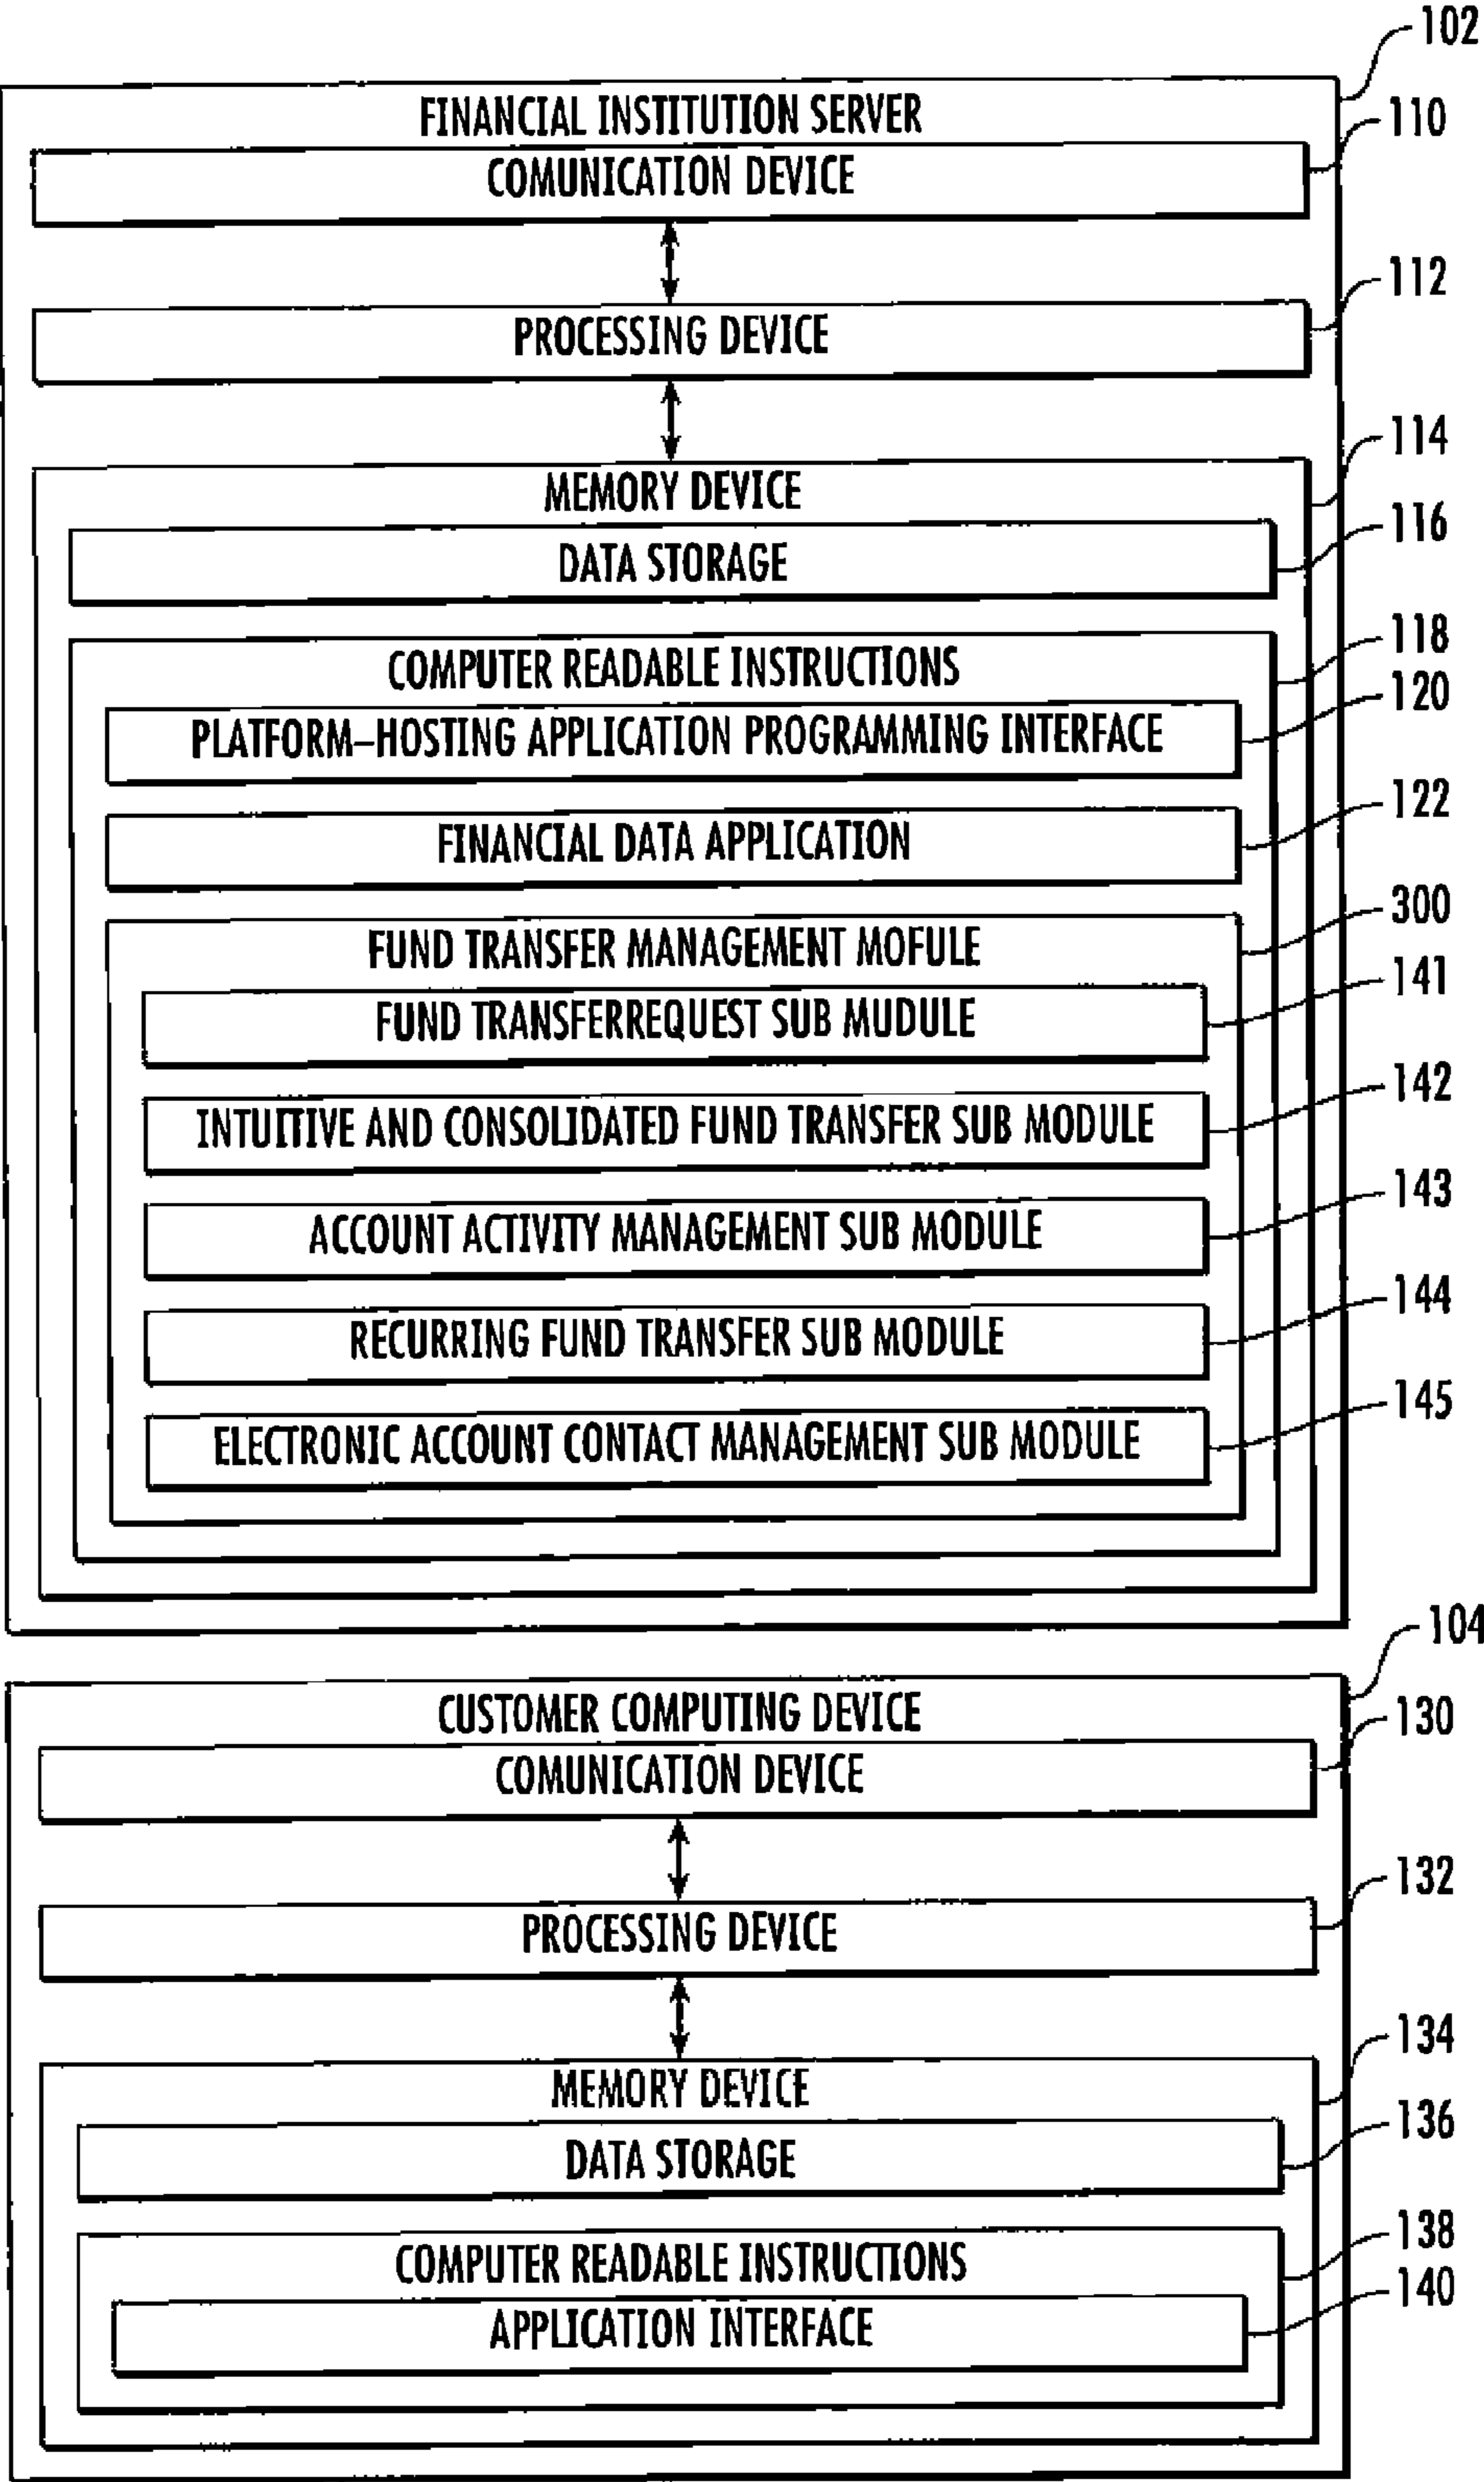 102
FINANCIAL INSTITUTION SERVER
110
COMUNICATION DEVICE
112
PROCESSING DEVICE
114
MEMORY DEVICE
116
DATA STORAGE
118
COMPUTER READABLE INSTRUCTIONS
120
PLATFORM–HOSTING APPLICATION PROGRAMMING INTERFACE
122
FINANCIAL DATA APPLICATION
300
FUND TRANSFER MANAGEMENT MOFULE
141
FUND TRANSFERREQUEST SUB MUDULE
142
INTUITIVE AND CONSOLIDATED FUND TRANSFER SUB MODULE
143
ACCOUNT ACTIVITY MANAGEMENT SUB MODULE
144
RECURRING FUND TRANSFER SUB MODULE
145
ELECTRONIC ACCOUNT CONTACT MANAGEMENT SUB MODULE
104
CUSTOMER COMPUTING DEVICE
130
COMUNICATION DEVICE
132
PROCESSING DEVICE
134
MEMORY DEVICE
136
DATA STORAGE
138
COMPUTER READABLE INSTRUCTIONS
140
APPLICATION INTERFACE